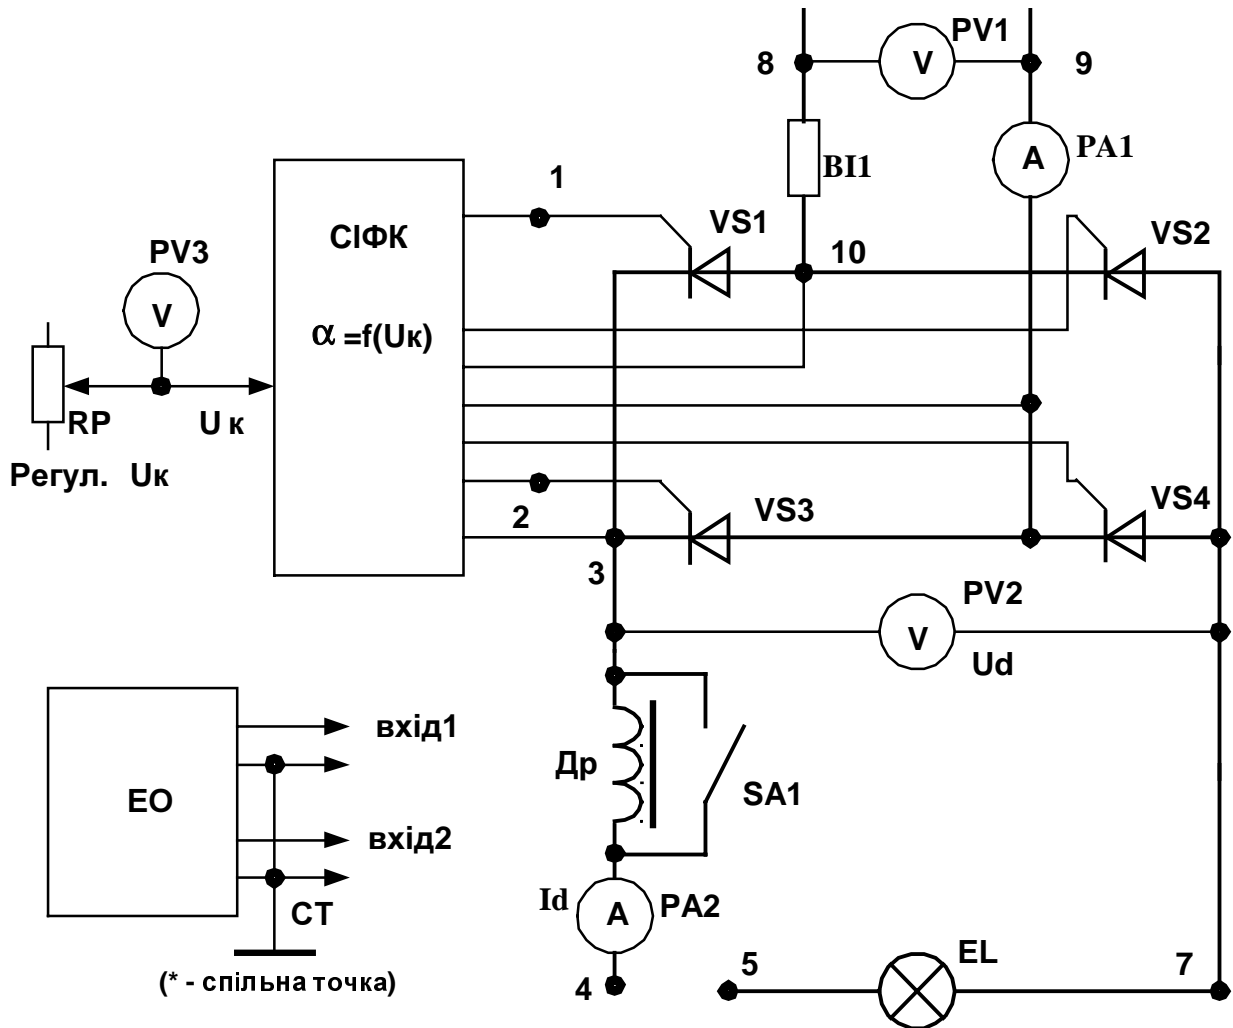 PV1
8
V
9
A
PA1
BI1
1
СІФК
VS1
VS2
PV3
10
V
α =f(Uк)
RP
U к
Регул. Uк
VS3
VS4
2
3
PV2
V
Ud
вхід1
Др
ЕО
SA1
вхід2
Id
A
PA2
СТ
5
EL
7
(* - спільна точка)
4